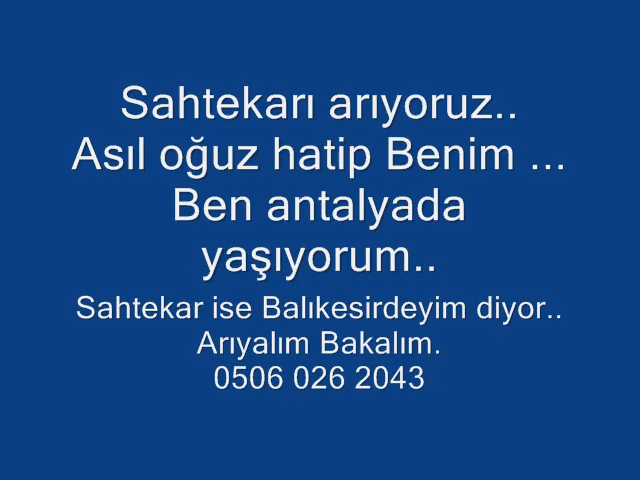 Sahtekarı arıyoruz..
Asıl oğuz hatip Benim ...
Ben antalyada
yaşıyorum..
Sahtekar ise Balıkesirdeyim diyor..
Arıyalım Bakalım.
0506 026 2043